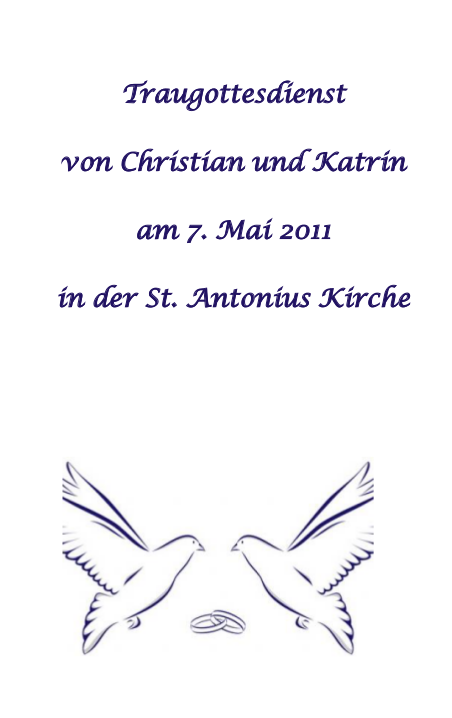 Traugottesdienst
von Christian und Katrin
am 7. Mai 2011
in der St. Antonius Kirche